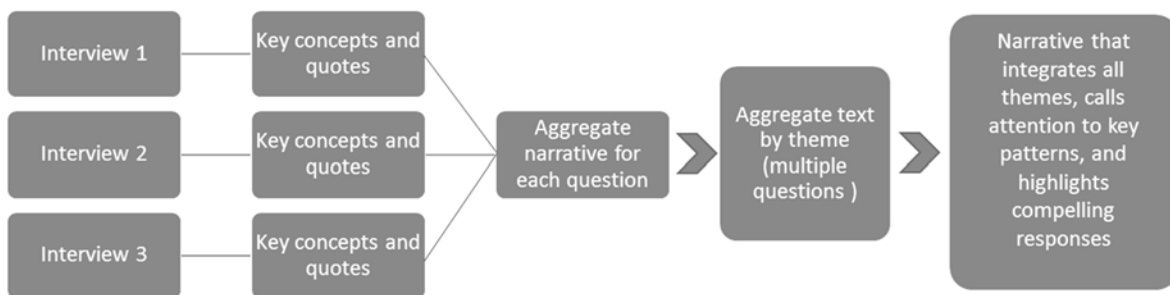 Interview 1
Key concepts and
quotes
Interview 2
Key concepts and
quotes
Interview 3
Key concepts and
quotes
Aggregate
narrative for
each question
Aggregate text
by theme
(multiple
questions )
Narrative that
integrates all
themes, calls
attention to key
patterns, and
highlights
compelling
responses